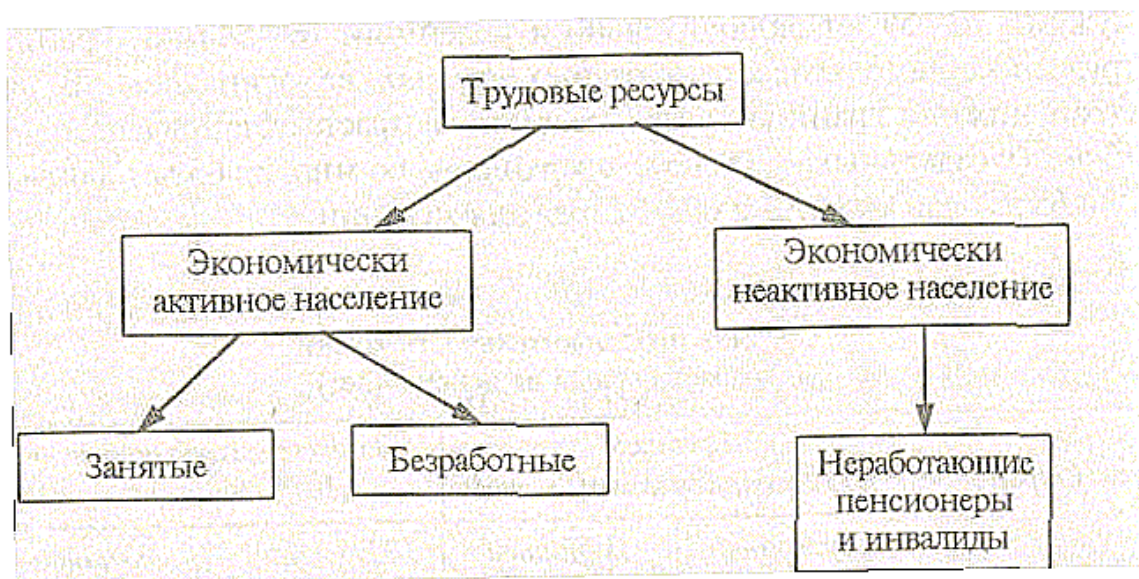 Трудовые ресурсы
Экономически
активное население
Экономически
неактивное население
Занятые
Безработные
Неработающие
пенсионеры
и инвалиды